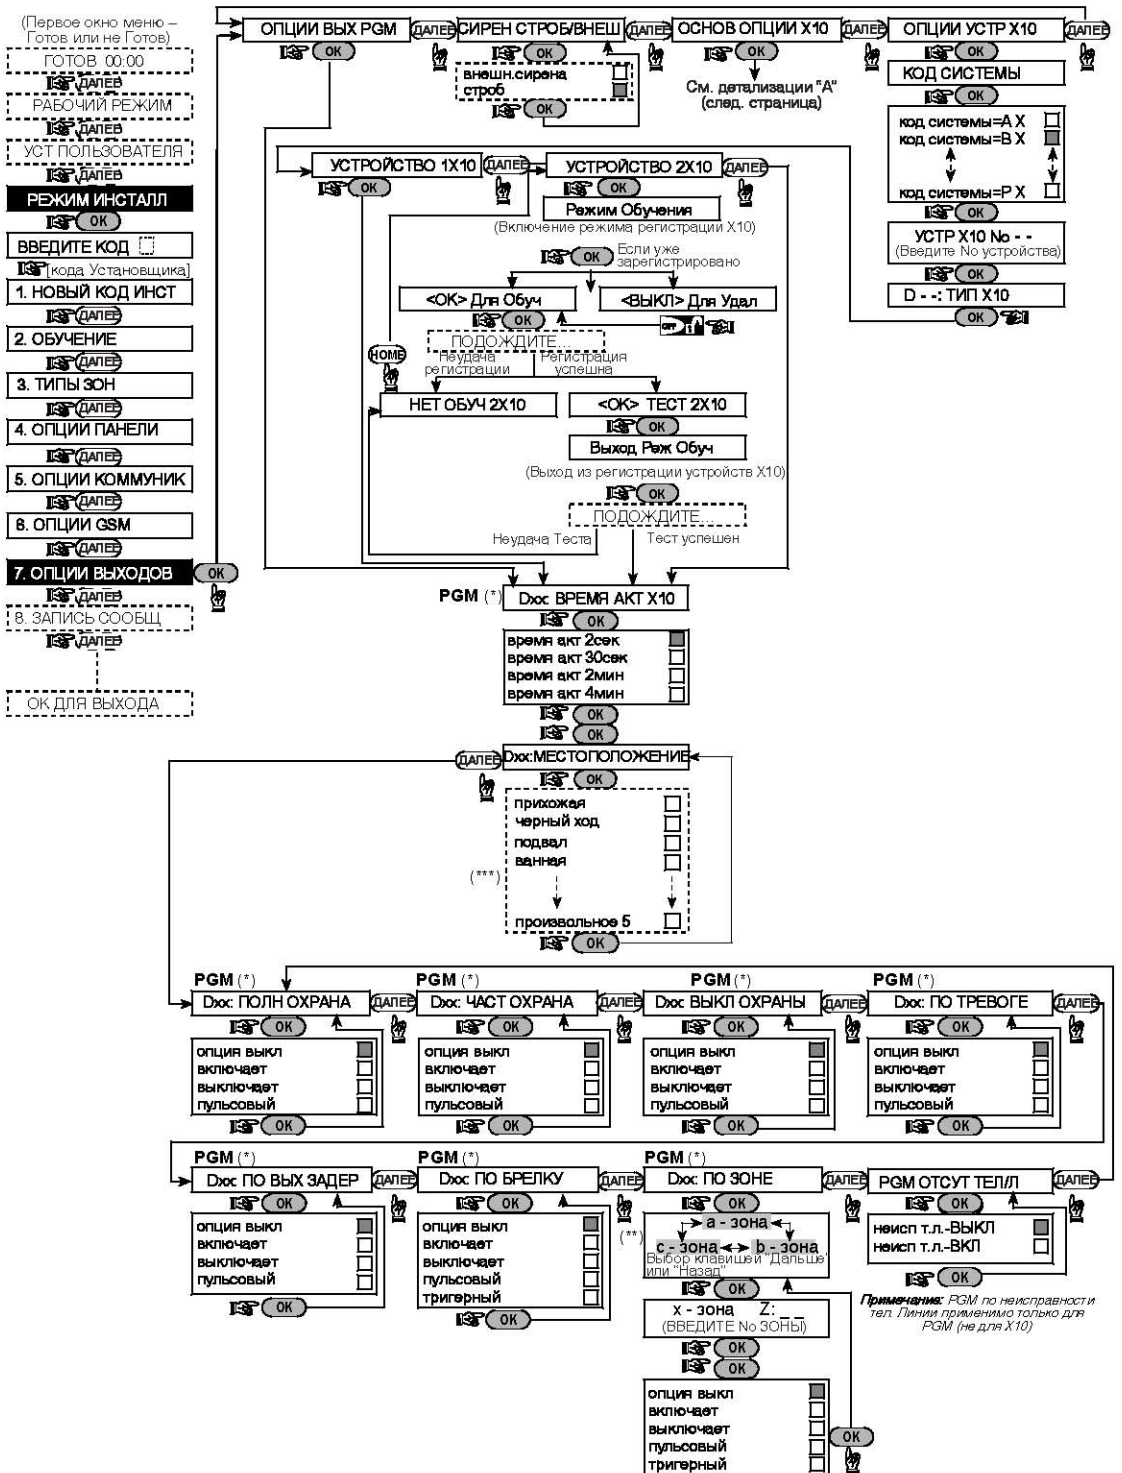 (Первое окно меню –
Готов или не Готов)
ГОТОВ 00:00
ДАЛЕЕ
РАБОЧИЙ РЕЖИМ
ДАЛЕЕ
УСТ ПОЛЬЗОВАТЕЛЯ
ДАЛЕЕ
РЕЖИМ ИНСТАЛЛ
OK
ВВЕДИТЕ КОД
[кода Установщика]
1. НОВЫЙ КОД ИНСТ
ДАЛЕЕ
2. ОБУЧЕНИЕ
ДАЛЕЕ
3. ТИПЫ ЗОН
ДАЛЕЕ
4. ОПЦИИ ПАНЕЛИ
ДАЛЕЕ
5. ОПЦИИ КОММУНИК
ДАЛЕЕ
6. ОПЦИИ GSM
ДАЛЕЕ
7. ОПЦИИ ВЫХОДОВ
OK
ДАЛЕЕ
8. ЗАПИСЬ СООБЩ
ДАЛЕЕ
ОК ДЛЯ ВЫХОДА
ОПЦИИ ВЫХ PGM
ДАЛЕЕ
OK
СИРЕН СТРОБ/ВНЕШ
ДАЛЕЕ
OK
внешн.сирена
строб
OK
ОСНОВ ОПЦИИ X10
ДАЛЕЕ
OK
См. детализации "А"
(след. страница)
ОПЦИИ УСТР X10
ДАЛЕЕ
OK
КОД СИСТЕМЫ
OK
код системы=A X
код системы=B X
код системы=P X
OK
УСТР X10 No - -
(Введите No устройства)
OK
D - -: ТИП X10
OK
УСТРОЙСТВО 1X10
ДАЛЕЕ
OK
УСТРОЙСТВО 2X10
ДАЛЕЕ
OK
Режим Обучения
(Включение режима регистрации X10)
OK
Если уже
зарегистрировано
<OK> Для Обуч
<ВЫКЛ> Для Удал
OK
OFF
ПОДОЖДИТЕ...
HOME
Неудача
регистрации
Регистрация
успешна
НЕТ ОБУЧ 2X10
<OK> ТЕСТ 2X10
OK
Выход Реж Обуч
(Выход из регистрации устройств X10)
OK
ПОДОЖДИТЕ...
Неудача Теста
Тест успешен
PGM (*)
Dxx: ВРЕМЯ АКТ X10
OK
время акт 2сек
время акт 30сек
время акт 2мин
время акт 4мин
OK
OK
ДАЛЕЕ
Dxx:МЕСТОПОЛОЖЕНИЕ
OK
прихожая
черный ход
подвал
ванная
(***)
произвольное 5
OK
PGM (*)
Dxx: ПОЛН ОХРАНА
ДАЛЕЕ
OK
опция выкл
включает
выключает
пульсовый
OK
PGM (*)
Dxx: ЧАСТ ОХРАНА
ДАЛЕЕ
OK
опция выкл
включает
выключает
пульсовый
OK
PGM (*)
Dxx: ВЫКЛ ОХРАНЫ
ДАЛЕЕ
OK
опция выкл
включает
выключает
пульсовый
OK
PGM (*)
Dxx: ПО ТРЕВОГЕ
ДАЛЕЕ
OK
опция выкл
включает
выключает
пульсовый
OK
PGM (*)
Dxx: ПО ВЫХ ЗАДЕР
ДАЛЕЕ
OK
опция выкл
включает
выключает
пульсовый
OK
PGM (*)
Dxx: ПО БРЕЛКУ
ДАЛЕЕ
OK
опция выкл
включает
выключает
пульсовый
тригерный
OK
PGM (*)
Dxx: ПО ЗОНЕ
ДАЛЕЕ
OK
(**)
a - зона
c - зона
b - зона
Выбор клавишей "Дальше"
или "Назад"
OK
x - зона Z: _ _
(ВВЕДИТЕ No ЗОНЫ)
OK
OK
опция выкл
включает
выключает
пульсовый
тригерный
OK
PGM ОТСУТ ТЕЛ/Л
ДАЛЕЕ
OK
неисп т.л.-ВЫКЛ
неисп т.л.-ВКЛ
OK
Примечание: PGM по неисправности
тел. Линии применимо только для
PGM (не для X10)